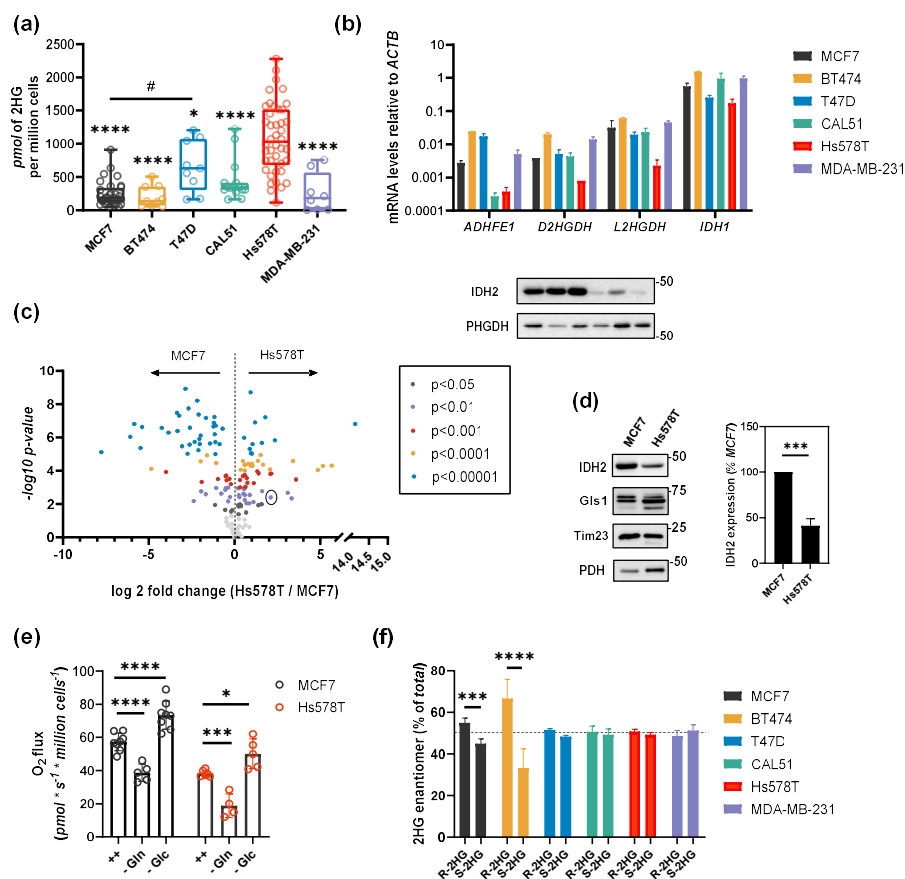 (a)
pmol of 2HG
per million cells
2500
2000
1500
1000
500
0
#
****
****
*
****
****
MCF7
BT474
T47D
CAL51
Hs578T
MDA-MB-231
(b)
mRNA levels relative to ACTB
1
0.1
0.01
0.001
0.0001
ADHFE1
D2HGDH
L2HGDH
IDH1
MCF7
BT474
T47D
CAL51
Hs578T
MDA-MB-231
IDH2
-50
PHGDH
-50
(c)
MCF7
Hs578T
-log10 p-value
10
8
6
4
2
0
-10
-5
0
5
14.0
14.5
15.0
log 2 fold change (Hs578T / MCF7)
p<0.05
p<0.01
p<0.001
p<0.0001
p<0.00001
(d)
MCF7
Hs578T
IDH2
-50
Gls1
-75
Tim23
-25
PDH
-50
IDH2 expression (% MCF7)
150
100
50
0
***
MCF7
Hs578T
(e)
O2 flux
(pmol * s-1 * million cells-1)
100
80
60
40
20
0
****
****
*
***
++
- Gln
- Glc
++
- Gln
- Glc
MCF7
Hs578T
(f)
2HG enantiomer (% of total)
80
60
40
20
0
***
****
R-2HG
S-2HG
R-2HG
S-2HG
R-2HG
S-2HG
R-2HG
S-2HG
R-2HG
S-2HG
R-2HG
S-2HG
MCF7
BT474
T47D
CAL51
Hs578T
MDA-MB-231